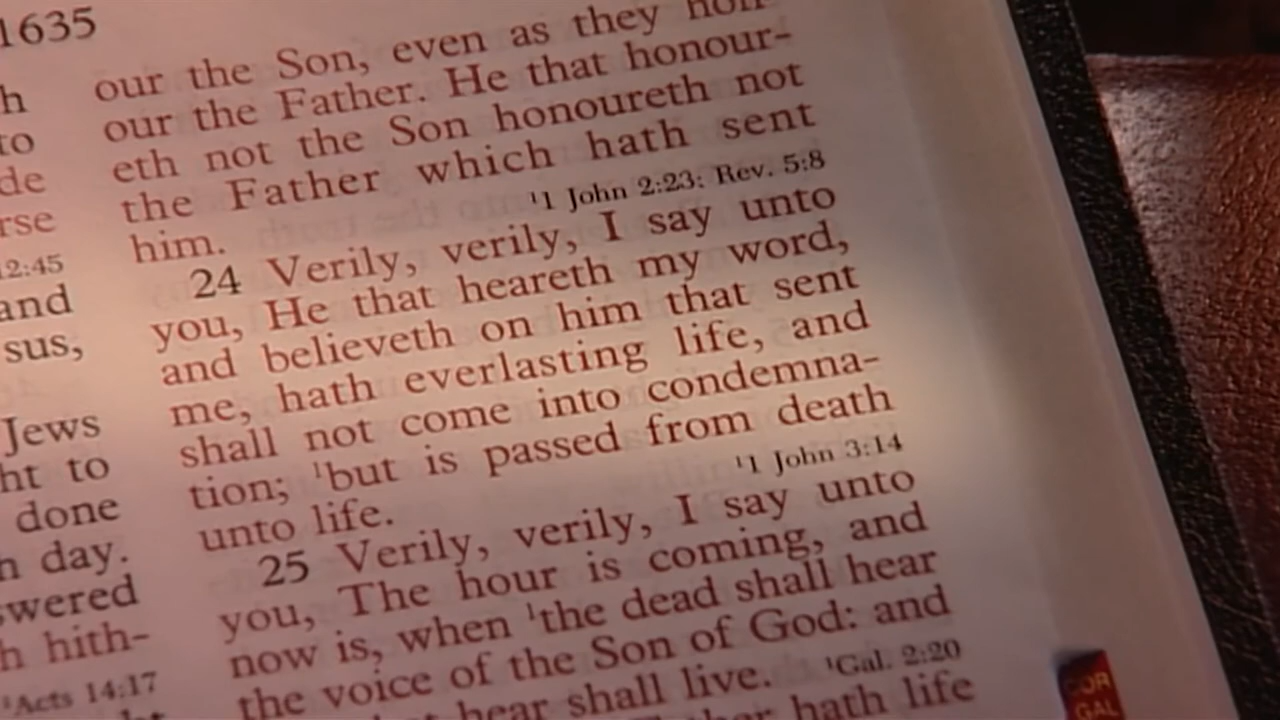 1635
h
to
de
rse
12:45
and
sus,
Jews
ht to
done
h day.
swered
h hith-
¹Acts 14:17
our the Son, even as they hon-
our the Father. He that honour-
eth not the Son honoureth not
the Father which hath sent
him. ¹1 John 2:23; Rev. 5:8
24 Verily, verily, I say unto
you, He that heareth my word,
and believeth on him that sent
me, hath everlasting life, and
shall not come into condemna-
tion; ¹but is passed from death
unto life. ¹1 John 3:14
25 Verily, verily, I say unto
you, The hour is coming, and
now is, when ¹the dead shall hear
the voice of the Son of God: and
hear shall live. ¹Gal. 2:20
hath life
GAL